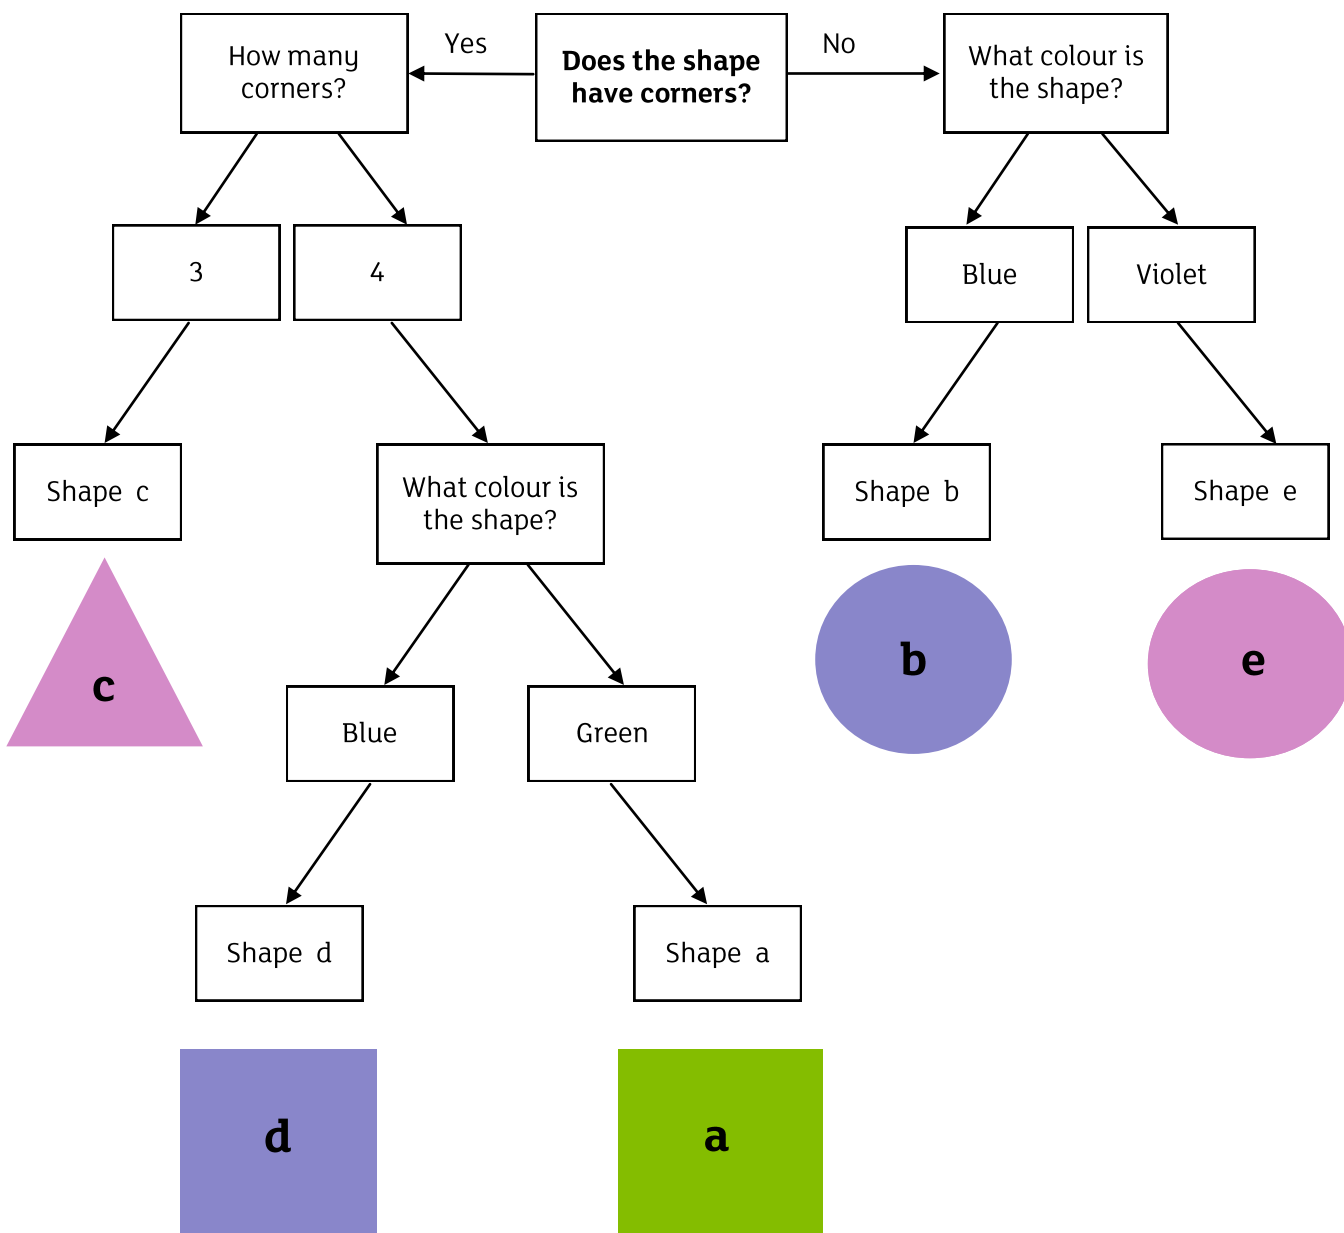 How many
corners?
Yes
Does the shape
have corners?
No
What colour is
the shape?
3
4
Blue
Violet
Shape c
What colour is
the shape?
Shape b
Shape e
c
b
e
Blue
Green
Shape d
Shape a
d
a